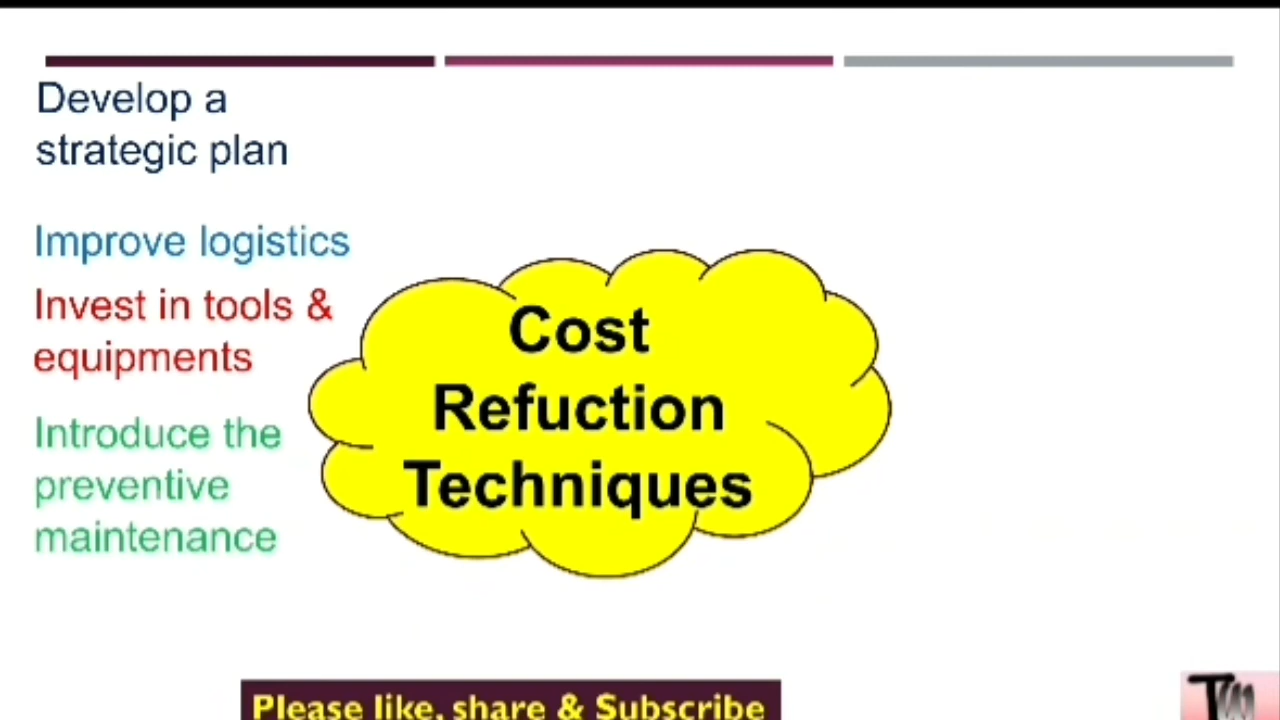 Develop a
strategic plan
Improve logistics
Invest in tools &
equipments
Introduce the
preventive
maintenance
Cost
Refuction
Techniques
Please like, share & Subscribe